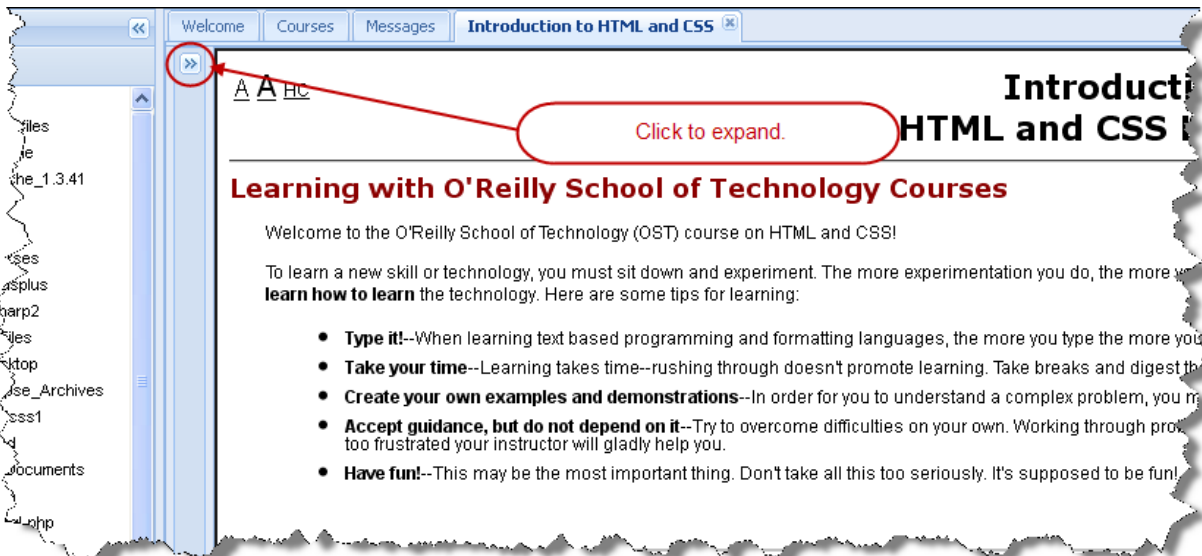 Welcome Courses Messages Introduction to HTML and CSS
A A HC
Introducti
HTML and CSS
Click to expand.
files
he_1.3.41
ses
splus
harp2
files
ktop
se_Archives
css1
ocuments
php
Learning with O'Reilly School of Technology Courses
Welcome to the O'Reilly School of Technology (OST) course on HTML and CSS!
To learn a new skill or technology, you must sit down and experiment. The more experimentation you do, the more
learn how to learn the technology. Here are some tips for learning:
Type it!--When learning text based programming and formatting languages, the more you type the more you
Take your time--Learning takes time--rushing through doesn't promote learning. Take breaks and digest
Create your own examples and demonstrations--In order for you to understand a complex problem, you
Accept guidance, but do not depend on it--Try to overcome difficulties on your own. Working through
too frustrated your instructor will gladly help you.
Have fun!--This may be the most important thing. Don't take all this too seriously. It's supposed to be fun!